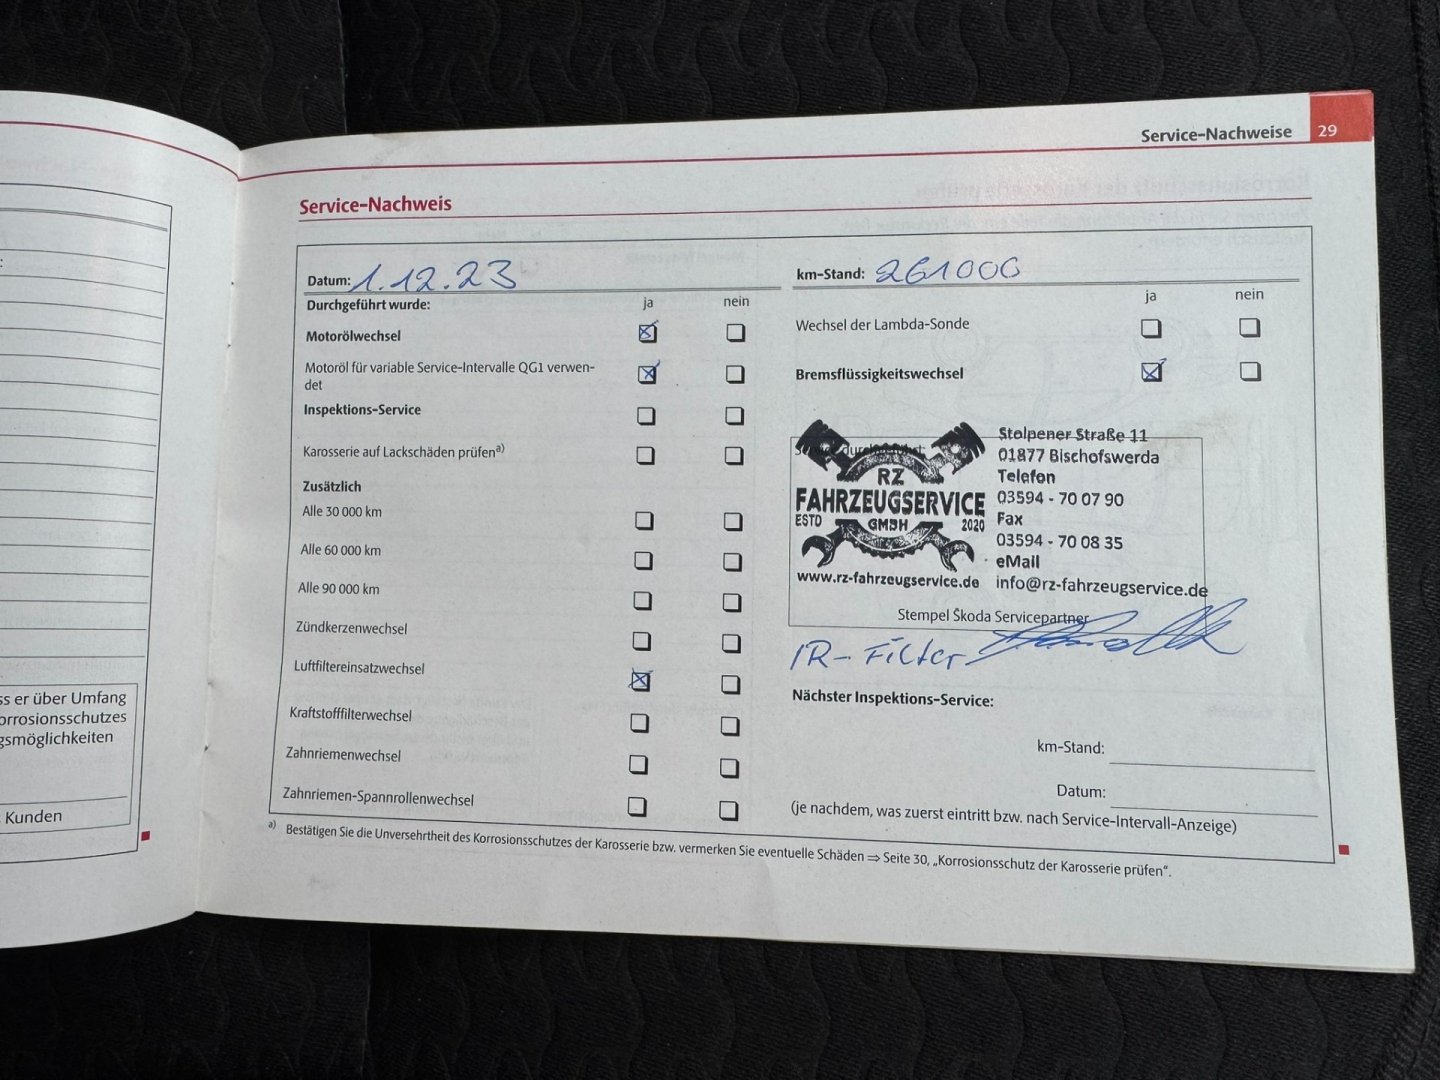 Service-Nachweise 29
Service-Nachweis
Datum: 1.12.23
km-Stand: 261000
Durchgeführt wurde: ja nein
ja nein
Motorölwechsel
Wechsel der Lambda-Sonde
Motoröl für variable Service-Intervalle QG1 verwen-
det
Bremsflüssigkeitswechsel
Inspektions-Service
Karosserie auf Lackschäden prüfen a)
Zusätzlich
Alle 30 000 km
Alle 60 000 km
Alle 90 000 km
Zündkerzenwechsel
Luftfiltereinsatzwechsel
Kraftstofffilterwechsel
Zahnriemenwechsel
Zahnriemen-Spannrollenwechsel
RZ
FAHRZEUGSERVICE
ESTD GMBH 2020
www.rz-fahrzeugservice.de
Stolpener Straße 11
01877 Bischofswerda
Telefon
03594 - 70 07 90
Fax
03594 - 70 08 35
eMail
info@rz-fahrzeugservice.de
Stempel Škoda Servicepartner
IR-Filter
Nächster Inspektions-Service:
km-Stand:
Datum:
(je nachdem, was zuerst eintritt bzw. nach Service-Intervall-Anzeige)
a) Bestätigen Sie die Unversehrtheit des Korrosionsschutzes der Karosserie bzw. vermerken Sie eventuelle Schäden ⇒ Seite 30, „Korrosionsschutz der Karosserie prüfen“.
ss er über Umfang
orrosionsschutzes
gsmöglichkeiten
Kunden